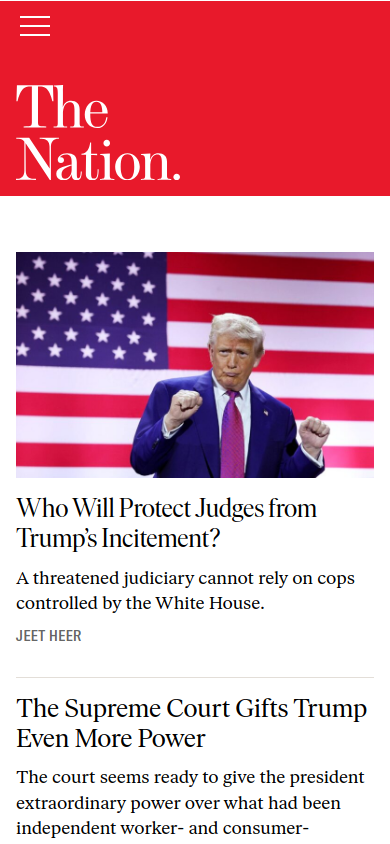 The
Nation.
Who Will Protect Judges from
Trump's Incitement?
A threatened judiciary cannot rely on cops
controlled by the White House.
JEET HEER
The Supreme Court Gifts Trump
Even More Power
The court seems ready to give the president
extraordinary power over what had been
independent worker- and consumer-